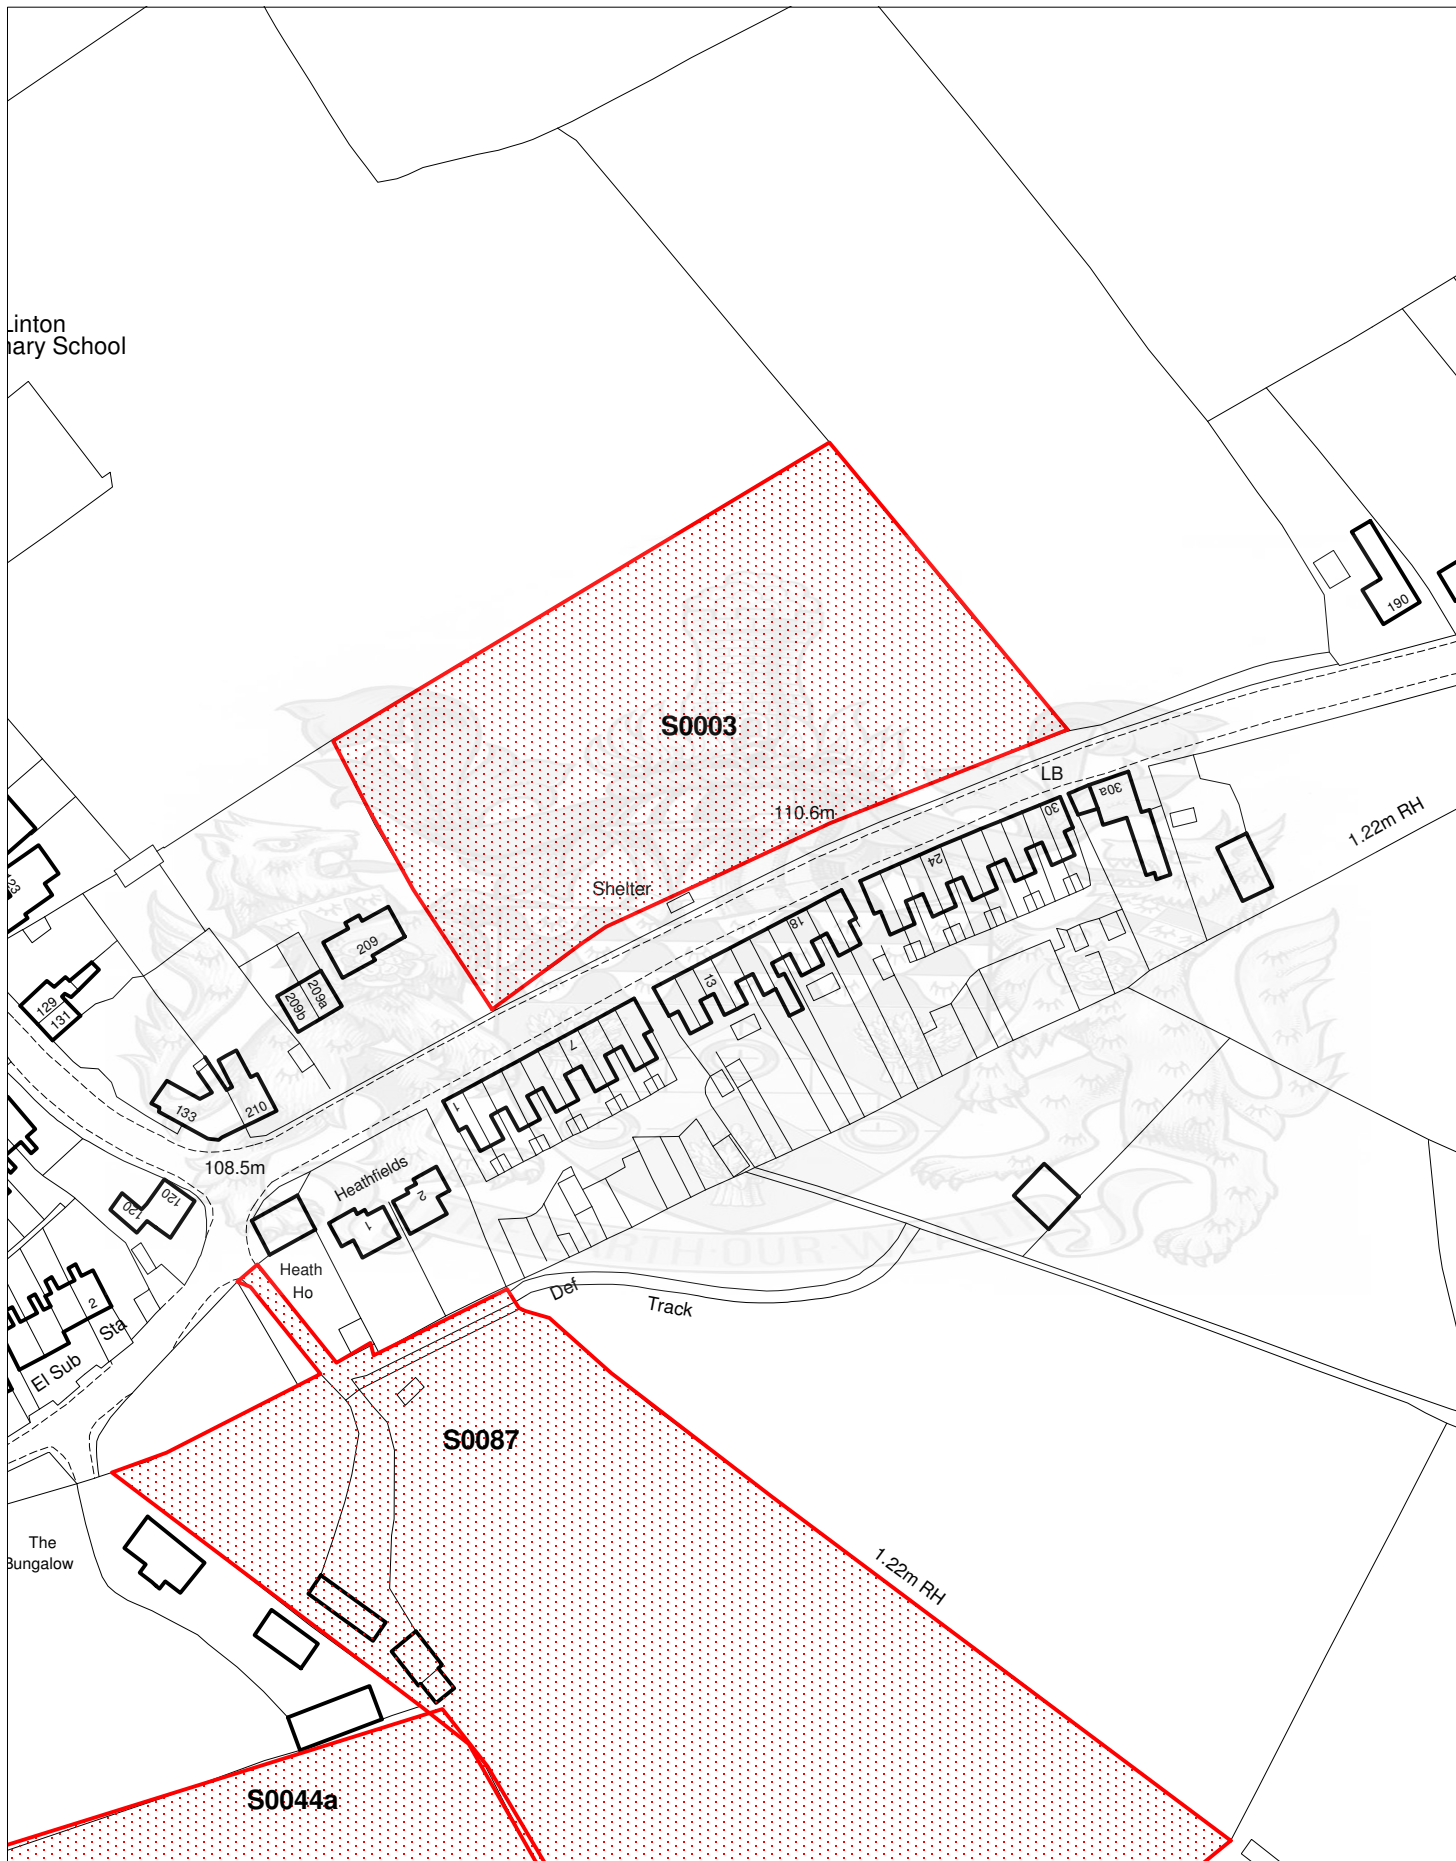 Linton
nary School
190
S0003
LB
30a
30
110.6m
1.22m RH
24
Shelter
18
209
209a
209b
13
129
131
7
133
210
1
108.5m
Heathfields
2
1
120
120
Heath
Ho
Def
Track
2
El Sub Sta
S0087
The
Bungalow
1.22m RH
S0044a